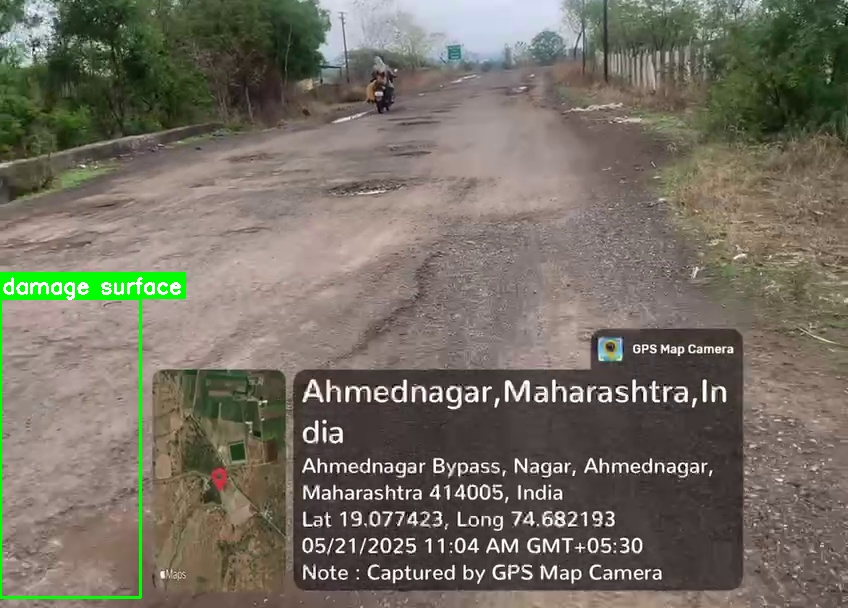 damage surface
GPS Map Camera
Ahmednagar,Maharashtra,In
dia
Ahmednagar Bypass, Nagar, Ahmednagar,
Maharashtra 414005, India
Lat 19.077423, Long 74.682193
05/21/2025 11:04 AM GMT+05:30
Note : Captured by GPS Map Camera
Maps